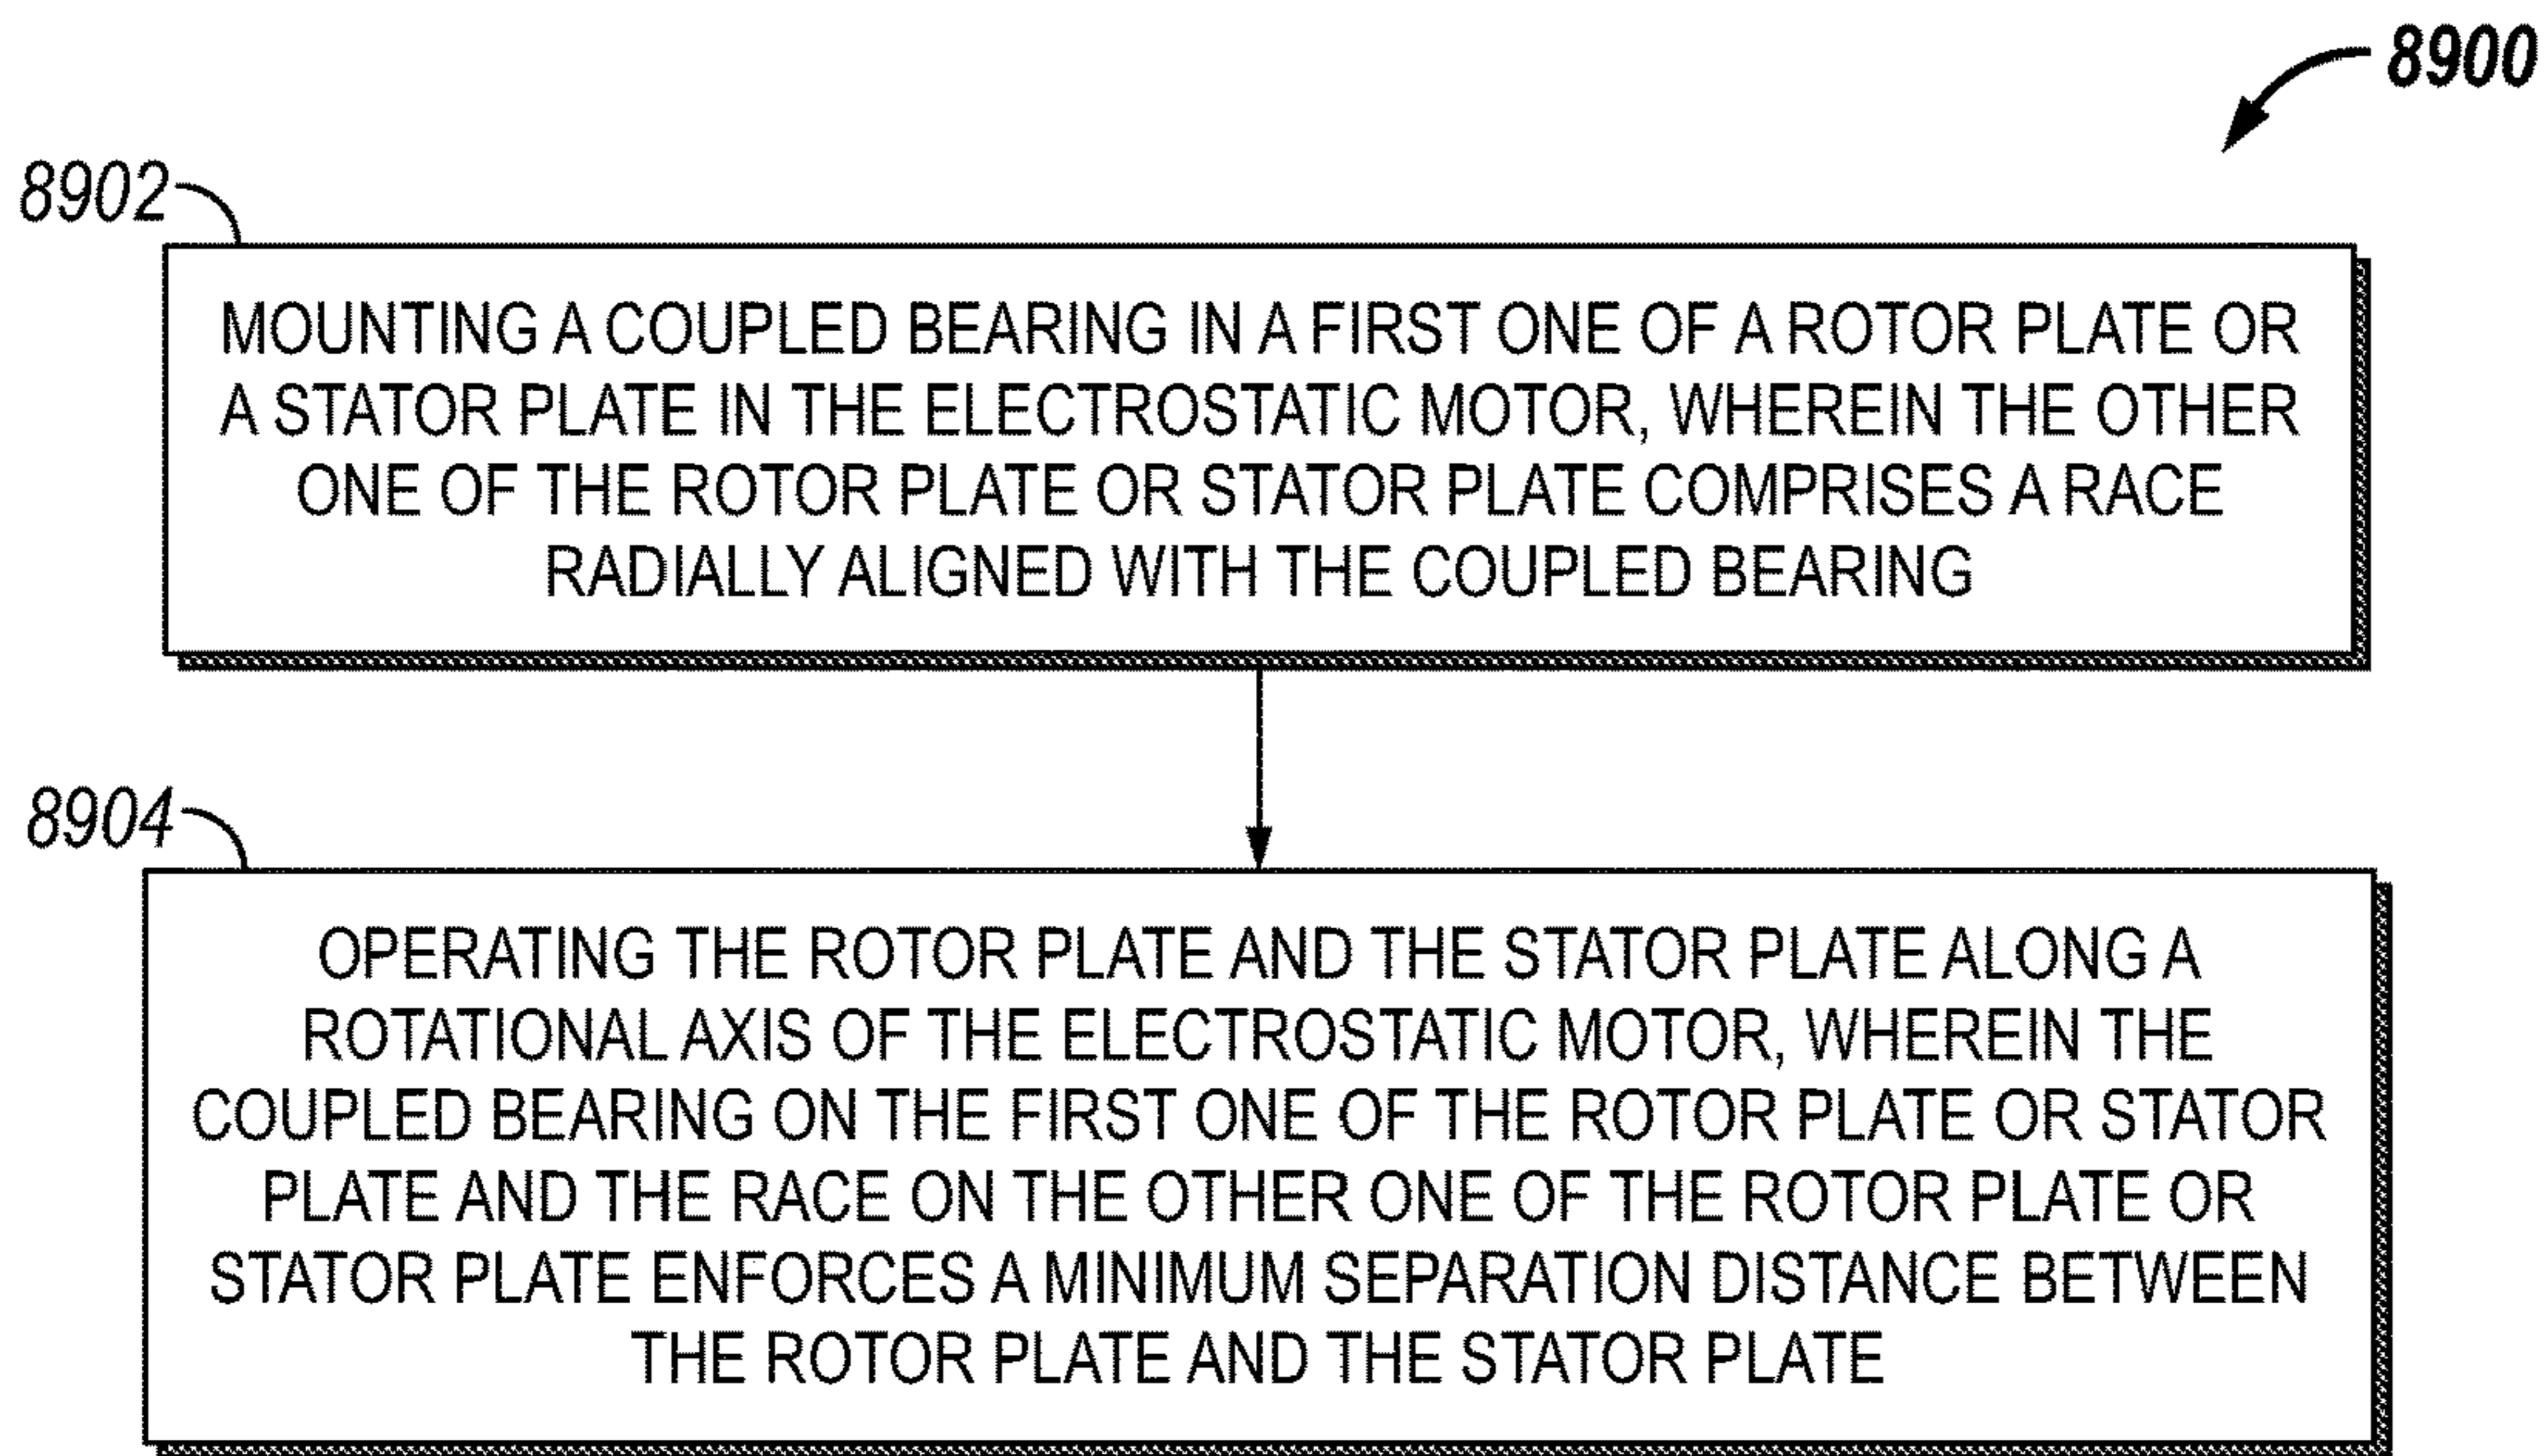 8900
8902
MOUNTING A COUPLED BEARING IN A FIRST ONE OF A ROTOR PLATE OR
A STATOR PLATE IN THE ELECTROSTATIC MOTOR, WHEREIN THE OTHER
ONE OF THE ROTOR PLATE OR STATOR PLATE COMPRISES A RACE
RADIALLY ALIGNED WITH THE COUPLED BEARING
8904
OPERATING THE ROTOR PLATE AND THE STATOR PLATE ALONG A
ROTATIONAL AXIS OF THE ELECTROSTATIC MOTOR, WHEREIN THE
COUPLED BEARING ON THE FIRST ONE OF THE ROTOR PLATE OR STATOR
PLATE AND THE RACE ON THE OTHER ONE OF THE ROTOR PLATE OR
STATOR PLATE ENFORCES A MINIMUM SEPARATION DISTANCE BETWEEN
THE ROTOR PLATE AND THE STATOR PLATE